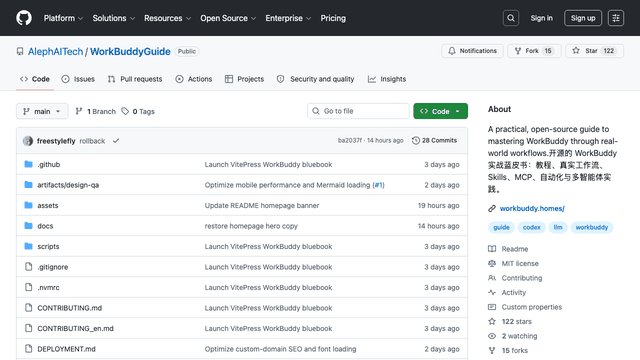 Platform Solutions Resources Open Source Enterprise Pricing Sign in Sign up
AlephAITech / WorkBuddyGuide Public Notifications Fork 15 Star 122
Code Issues Pull requests Actions Projects Security and quality Insights
main 1 Branch 0 Tags Go to file Code
freestylefly rollback ba2037f · 14 hours ago 28 Commits
.github Launch VitePress WorkBuddy bluebook 3 days ago
artifacts/design-qa Optimize mobile performance and Mermaid loading (#1) 2 days ago
assets Update README homepage banner 19 hours ago
docs restore homepage hero copy 14 hours ago
scripts Launch VitePress WorkBuddy bluebook 3 days ago
.gitignore Launch VitePress WorkBuddy bluebook 3 days ago
.nvmrc Launch VitePress WorkBuddy bluebook 3 days ago
CONTRIBUTING.md Launch VitePress WorkBuddy bluebook 3 days ago
CONTRIBUTING_en.md Launch VitePress WorkBuddy bluebook 3 days ago
DEPLOYMENT.md Optimize custom-domain SEO and font loading 2 days ago
About
A practical, open-source guide to
mastering WorkBuddy through real-
world workflows.开源的 WorkBuddy
实战蓝皮书：教程、真实工作流、
Skills、MCP、自动化与多智能体实
践。
workbuddy.homes/
guide codex llm workbuddy
Readme
MIT license
Contributing
Activity
Custom properties
122 stars
2 watching
15 forks